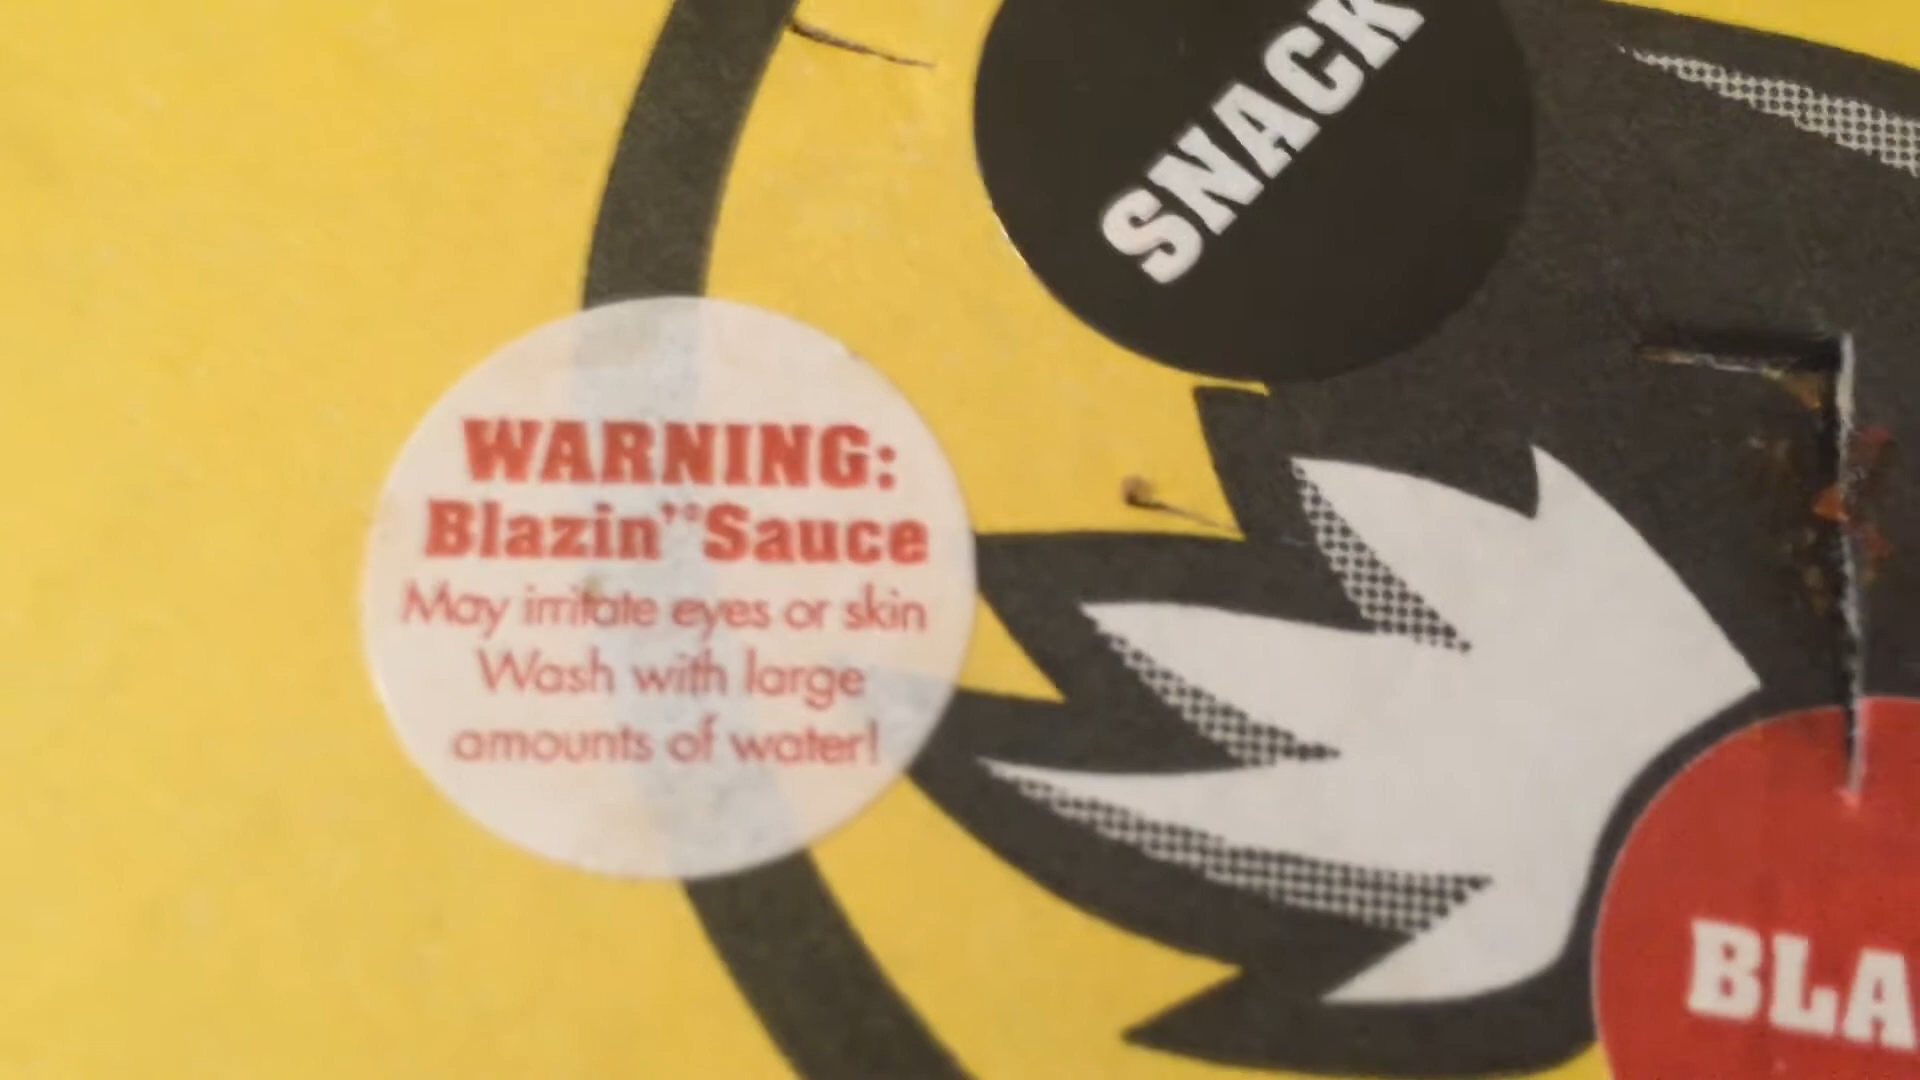 SNACK
WARNING:
Blazin'® Sauce
May irritate eyes or skin
Wash with large
amounts of water!
BLA